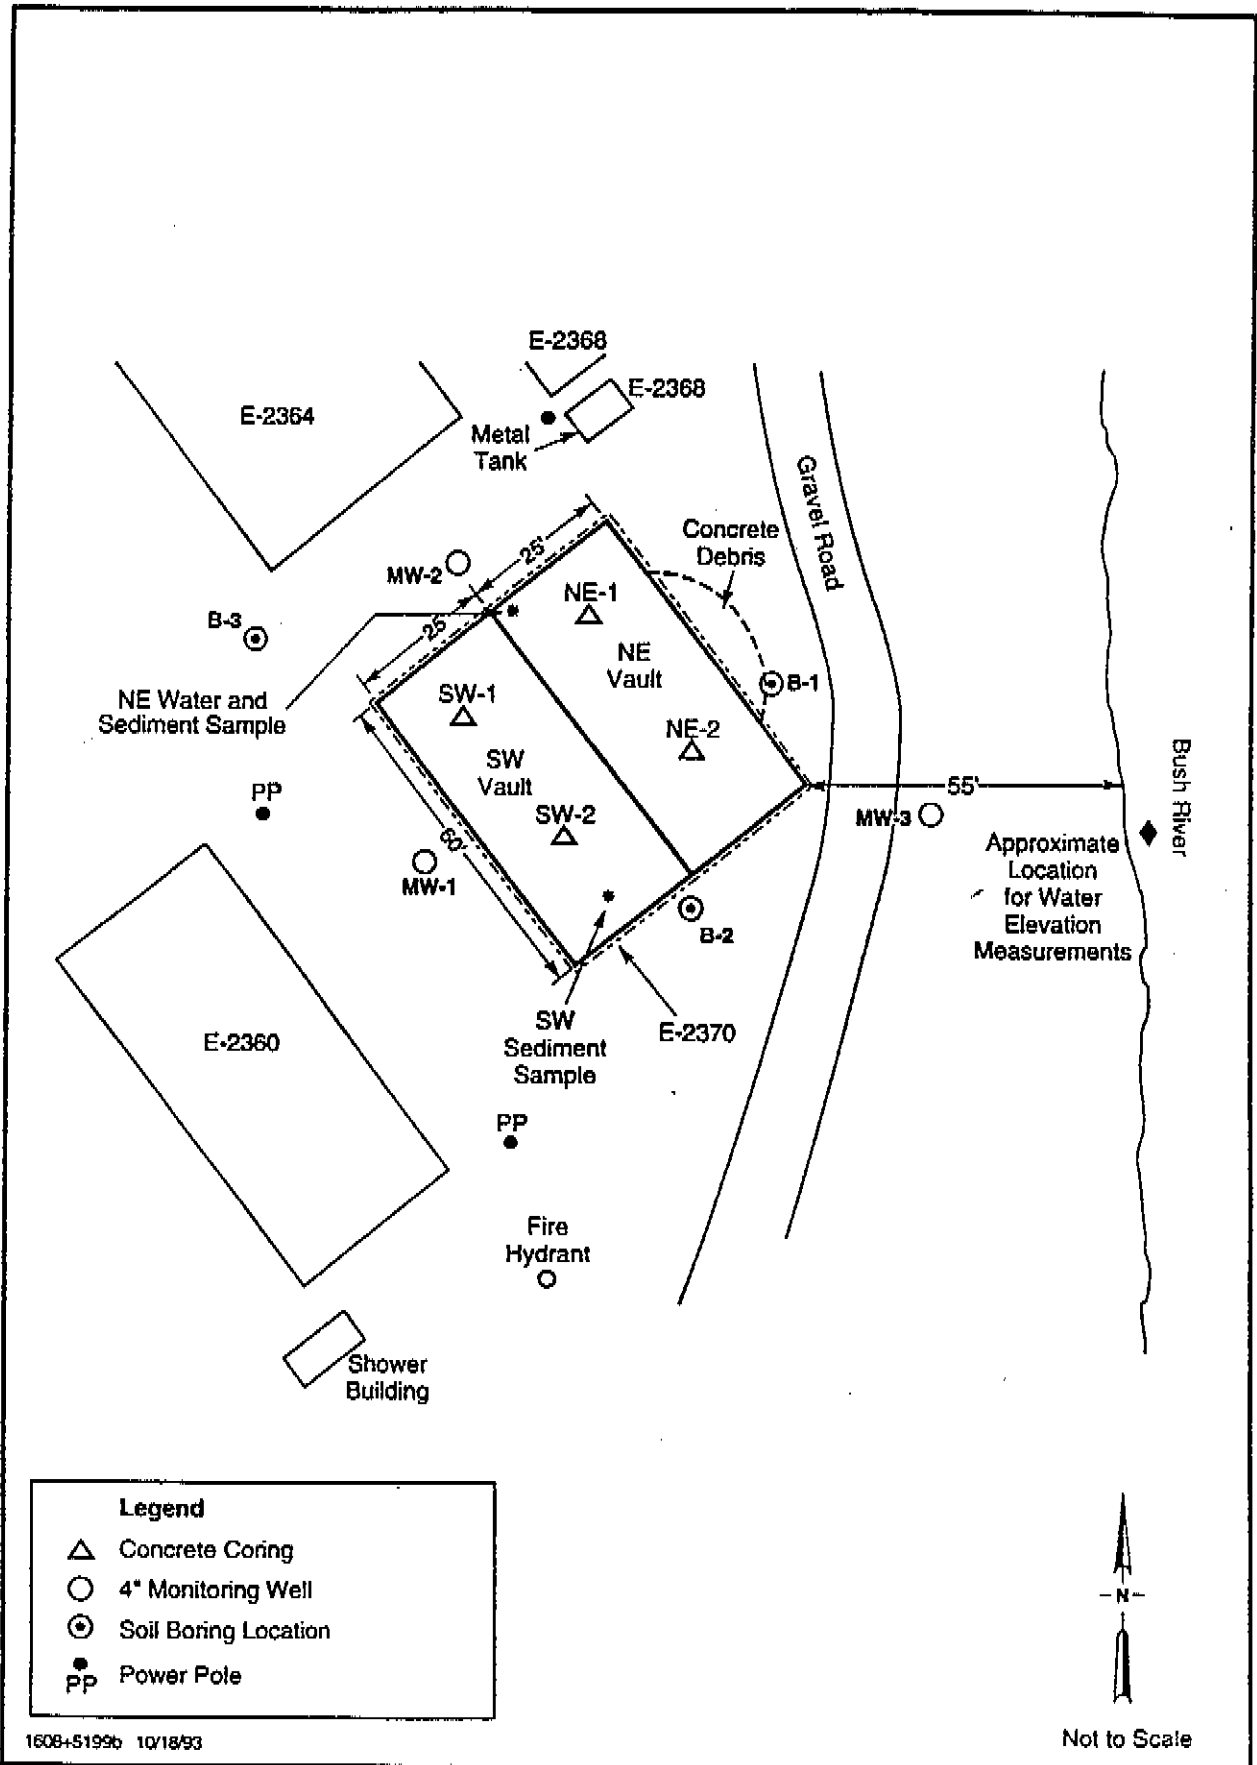 E-2368
E-2368
E-2364
Metal
Tank
Gravel Road
Concrete
Debris
25'
MW-2
NE-1
25'
B-3
NE
Vault
B-1
NE Water and
Sediment Sample
SW-1
NE-2
SW
Vault
Bush River
PP
55'
SW-2
MW-3
60'
Approximate
Location
for Water
Elevation
Measurements
MW-1
B-2
SW
Sediment
Sample
E-2370
E-2360
PP
Fire
Hydrant
Shower
Building
Legend
Concrete Coring
4" Monitoring Well
Soil Boring Location
PP Power Pole
N
Not to Scale
1608+5199b 10/18/93